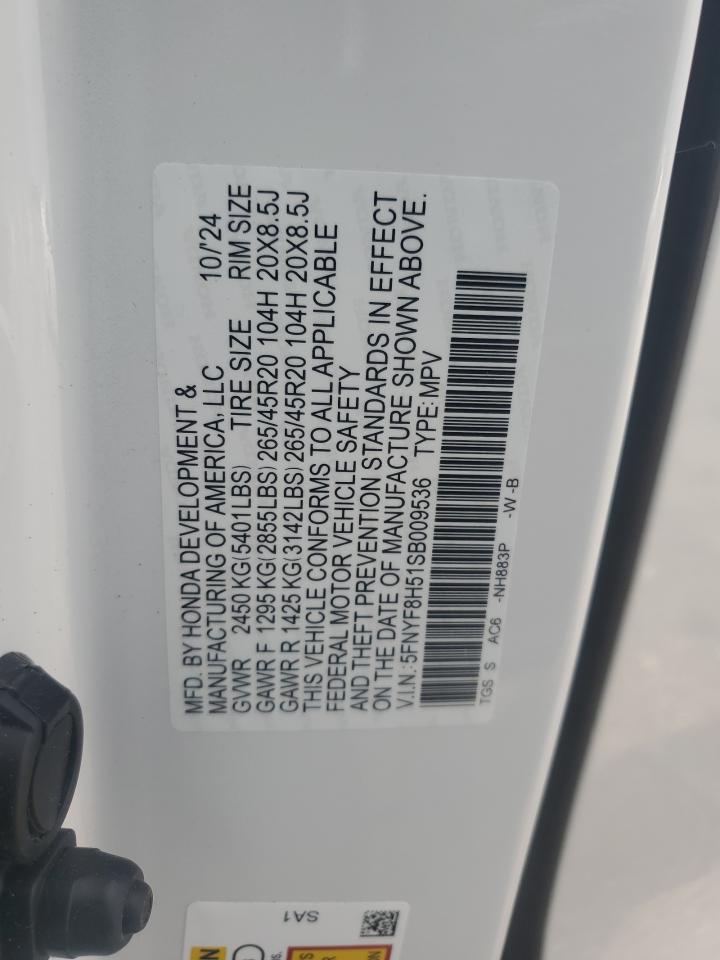 MFD. BY HONDA DEVELOPMENT &
MANUFACTURING OF AMERICA, LLC 10/'24
GVWR 2450 KG(5401LBS) TIRE SIZE RIM SIZE
GAWR F 1295 KG(2855LBS) 265/45R20 104H 20X8.5J
GAWR R 1425 KG(3142LBS) 265/45R20 104H 20X8.5J
THIS VEHICLE CONFORMS TO ALL APPLICABLE
FEDERAL MOTOR VEHICLE SAFETY
AND THEFT PREVENTION STANDARDS IN EFFECT
ON THE DATE OF MANUFACTURE SHOWN ABOVE.
V.I.N.:5FNYF8H51SB009536 TYPE: MPV
TGS S AC6 -NH883P -W -B
SA1